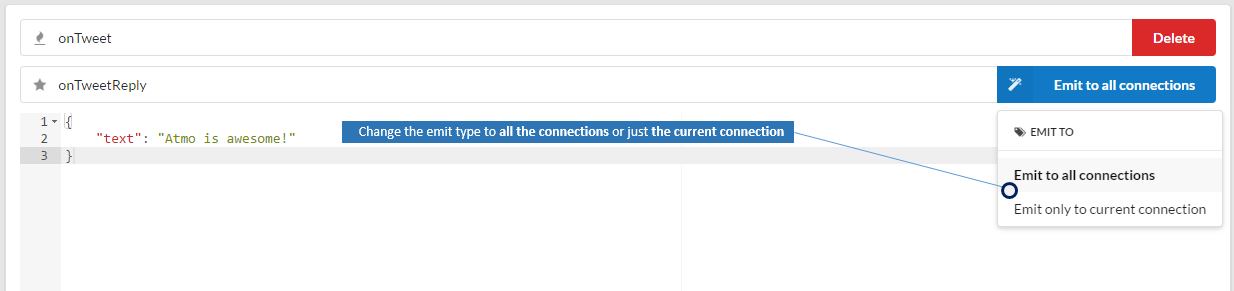 onTweet
Delete
onTweetReply
Emit to all connections
1 {
2 "text": "Atmo is awesome!"
3 }
Change the emit type to all the connections or just the current connection
EMIT TO
Emit to all connections
Emit only to current connection